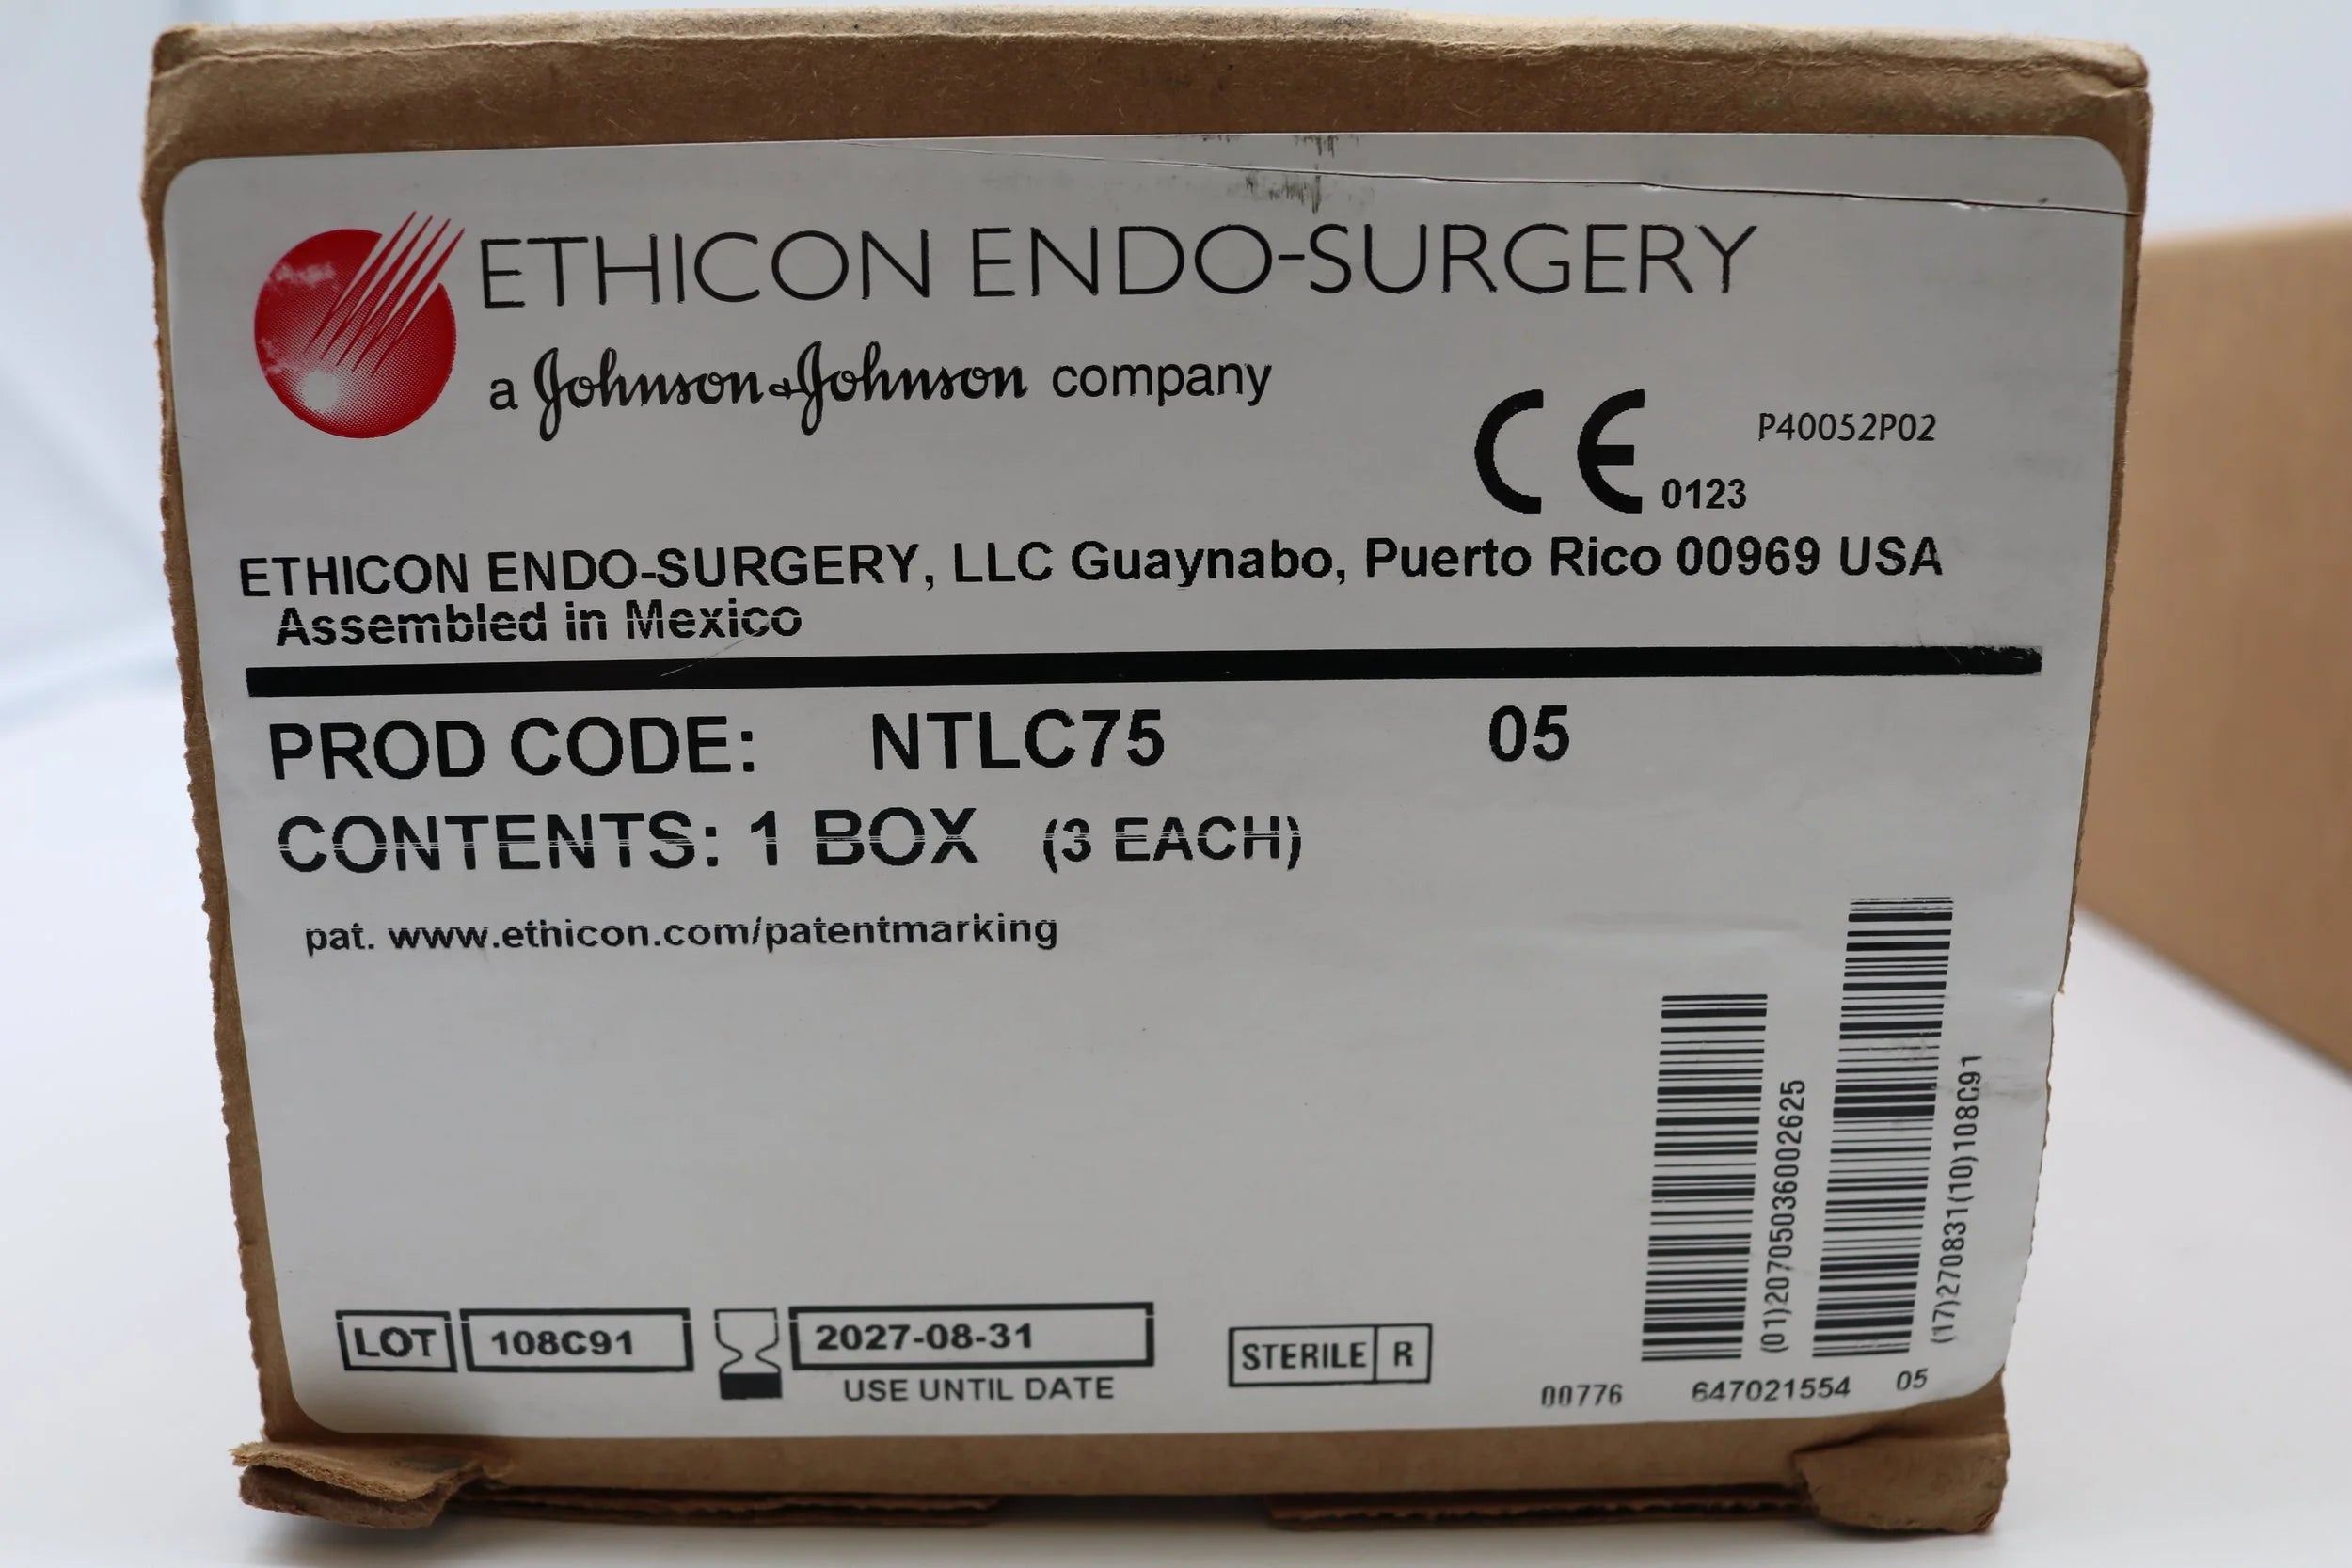 ETHICON ENDO-SURGERY
a Johnson & Johnson company
CE 0123
P40052P02
ETHICON ENDO-SURGERY, LLC Guaynabo, Puerto Rico 00969 USA
Assembled in Mexico
PROD CODE: NTLC75 05
CONTENTS: 1 BOX (3 EACH)
pat. www.ethicon.com/patentmarking
(01)20705036002625
(17)270831(10)108C91
LOT 108C91 2027-08-31
USE UNTIL DATE
STERILE R
00776 647021554 05